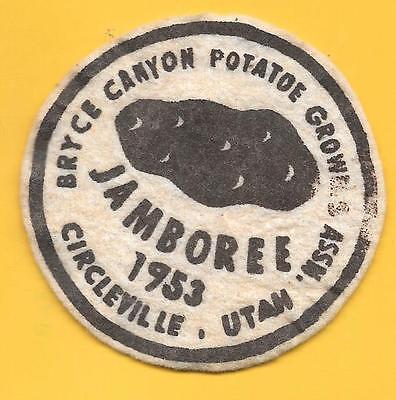 BRYCE CANYON POTATOE GROWERS ASSN.
JAMBOREE
1953
CIRCLEVILLE, UTAH